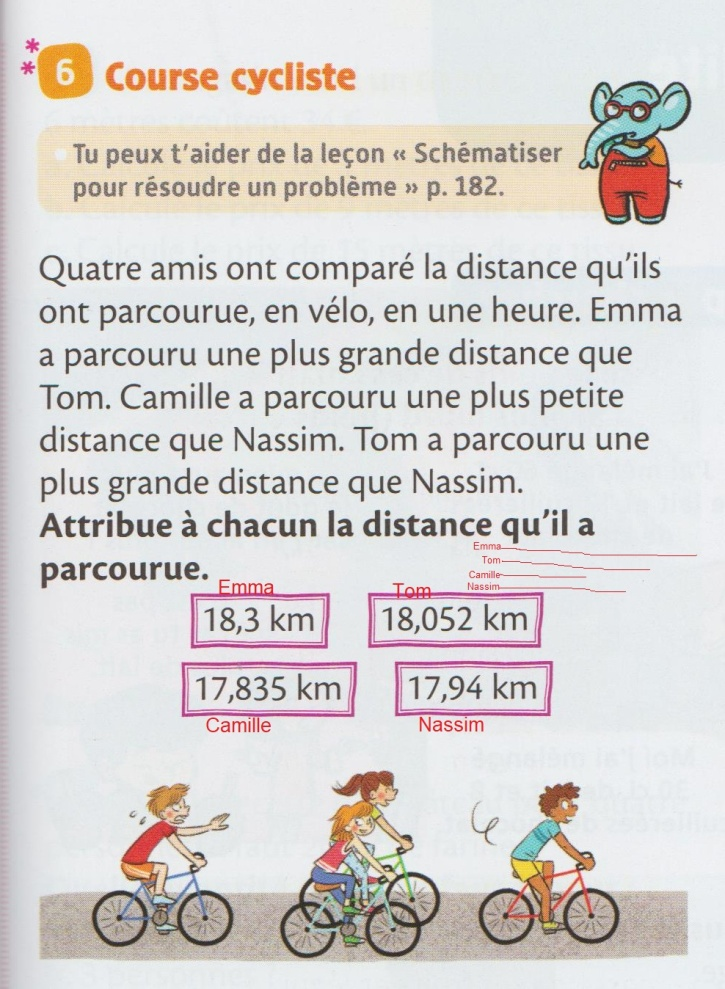 **
6 Course cycliste
• Tu peux t'aider de la leçon « Schématiser
pour résoudre un problème » p. 182.
Quatre amis ont comparé la distance qu'ils
ont parcourue, en vélo, en une heure. Emma
a parcouru une plus grande distance que
Tom. Camille a parcouru une plus petite
distance que Nassim. Tom a parcouru une
plus grande distance que Nassim.
Attribue à chacun la distance qu'il a
parcourue.
Emma
Tom
Camille
Nassim
Emma Tom
18,3 km 18,052 km
17,835 km 17,94 km
Camille Nassim